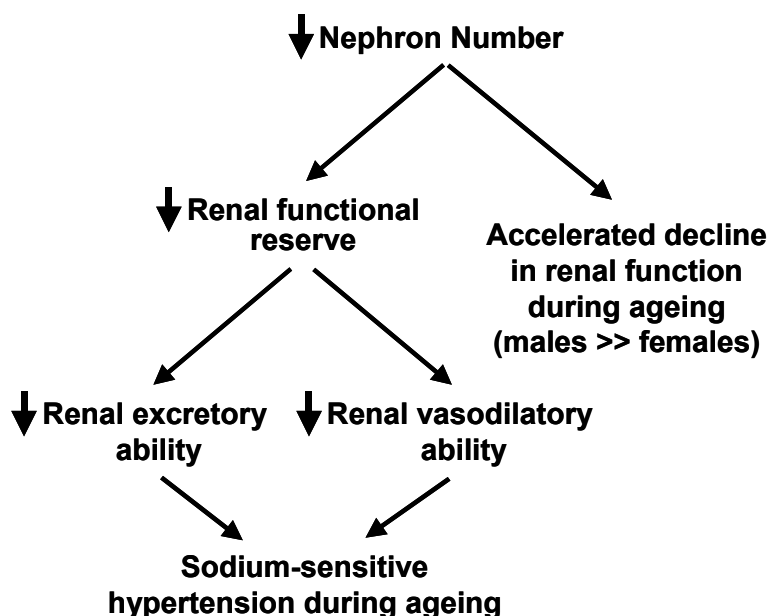 Nephron Number
Renal functional
reserve
Accelerated decline
in renal function
during ageing
(males >> females)
Renal excretory
ability
Renal vasodilatory
ability
Sodium-sensitive
hypertension during ageing